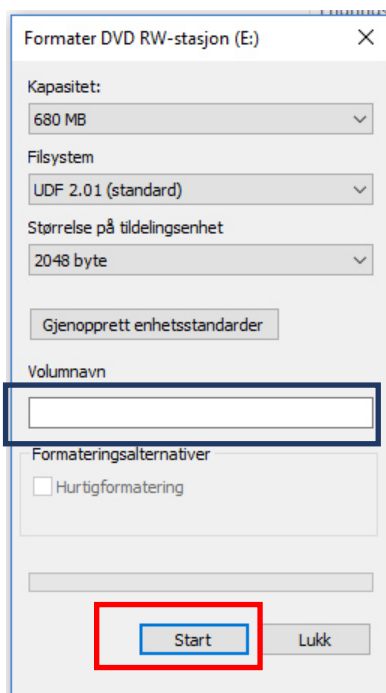 Formater DVD RW-stasjon (E:)
Kapasitet:
680 MB
Filsystem
UDF 2.01 (standard)
Størrelse på tildelingsenhet
2048 byte
Gjenopprett enhetsstandarder
Volumnavn
Formateringsalternativer
Hurtigformatering
Start Lukk